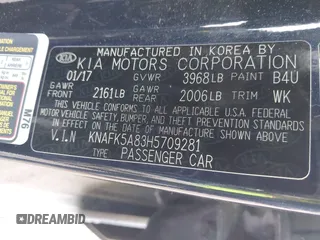 MANUFACTURED IN KOREA BY
KIA KIA MOTORS CORPORATION
01/17 GVWR 3968LB PAINT B4U
GAWR FRONT 2161LB GAWR REAR 2006LB TRIM WK
THIS VEHICLE CONFORMS TO ALL APPLICABLE
U.S.A. FEDERAL MOTOR VEHICLE SAFETY,
BUMPER, AND THEFT PREVENTION STANDARDS
IN EFFECT ON THE DATE OF MANUFACTURE
SHOWN ABOVE.
V.I.N KNAFK5A83H5709281
TYPE: PASSENGER CAR
M76
DREAMBID